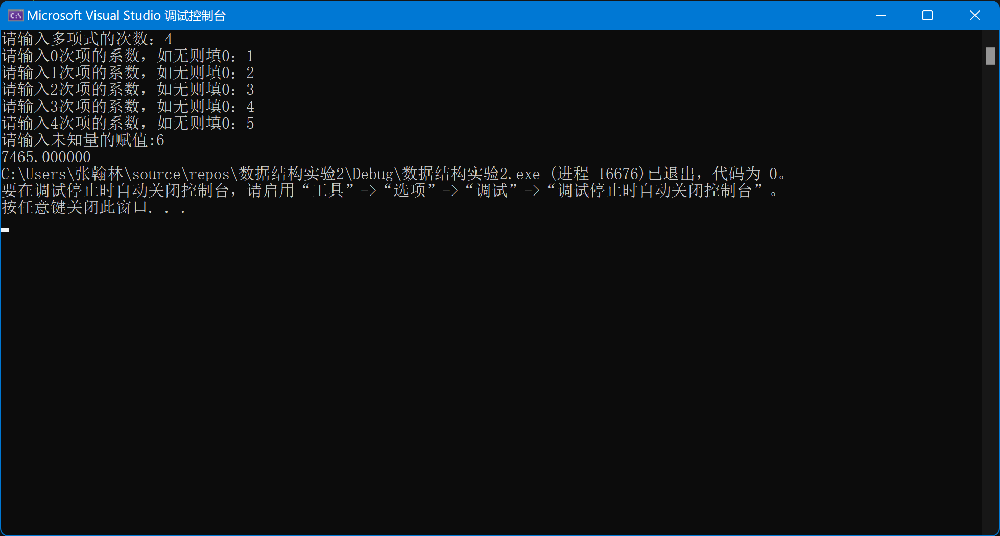 Microsoft Visual Studio 调试控制台
请输入多项式的次数：4
请输入0次项的系数，如无则填0：1
请输入1次项的系数，如无则填0：2
请输入2次项的系数，如无则填0：3
请输入3次项的系数，如无则填0：4
请输入4次项的系数，如无则填0：5
请输入未知量的赋值:6
7465.000000
C:\Users\张翰林\source\repos\数据结构实验2\Debug\数据结构实验2.exe (进程 16676)已退出，代码为 0。
要在调试停止时自动关闭控制台，请启用“工具”->“选项”->“调试”->“调试停止时自动关闭控制台”。
按任意键关闭此窗口. . .